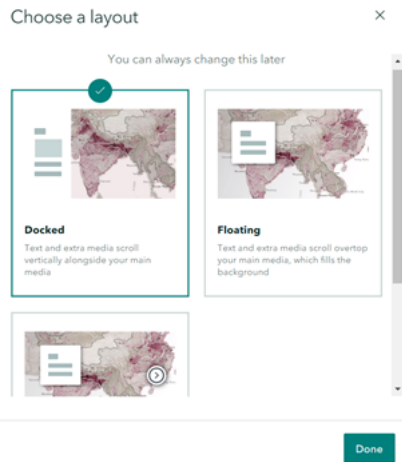 Choose a layout
You can always change this later
Docked
Text and extra media scroll
vertically alongside your main
media
Floating
Text and extra media scroll overtop
your main media, which fills the
background
Done